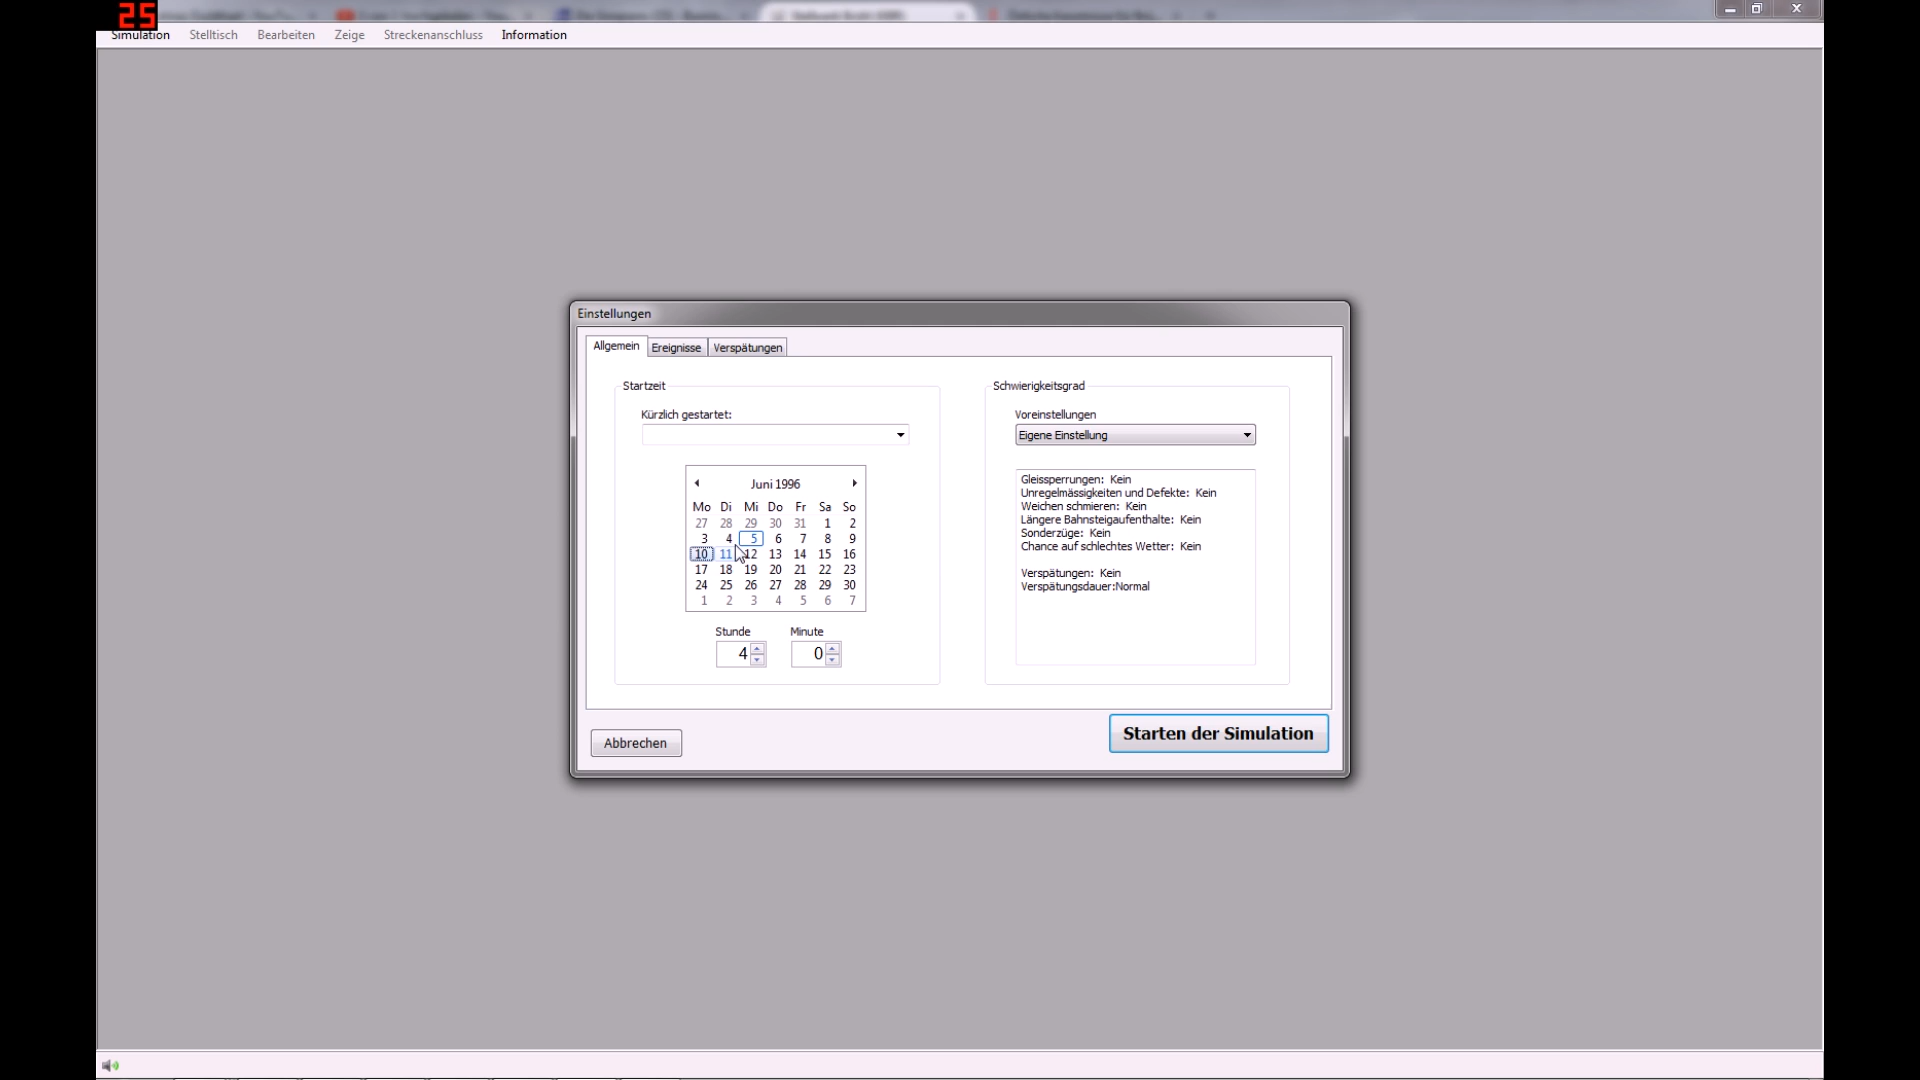 25
Simulation Stelltisch Bearbeiten Zeige Streckenanschluss Information
Einstellungen
Allgemein Ereignisse Verspätungen
Startzeit
Kürzlich gestartet:
Juni 1996
Mo Di Mi Do Fr Sa So
27 28 29 30 31 1 2
3 4 5 6 7 8 9
10 11 12 13 14 15 16
17 18 19 20 21 22 23
24 25 26 27 28 29 30
1 2 3 4 5 6 7
Stunde Minute
4 0
Schwierigkeitsgrad
Voreinstellungen
Eigene Einstellung
Gleissperrungen: Kein
Unregelmässigkeiten und Defekte: Kein
Weichen schmieren: Kein
Längere Bahnsteigaufenthalte: Kein
Sonderzüge: Kein
Chance auf schlechtes Wetter: Kein
Verspätungen: Kein
Verspätungsdauer:Normal
Abbrechen
Starten der Simulation